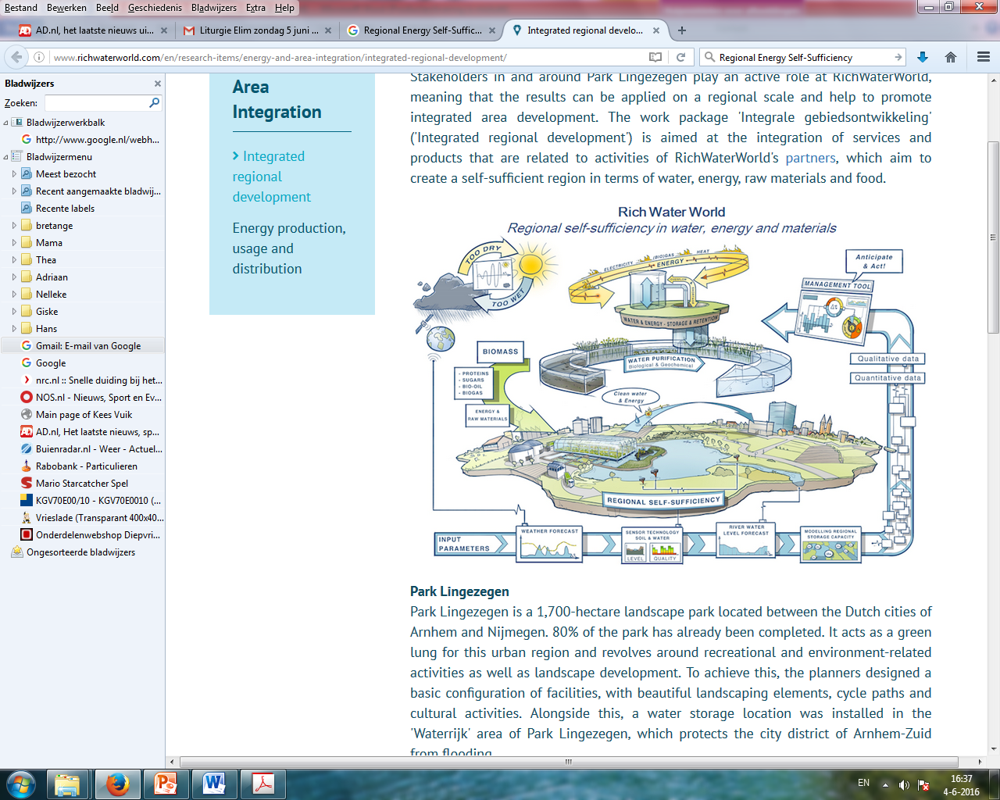 Bestand Bewerken Beeld Geschiedenis Bladwijzers Extra Help
AD.nl, het laatste nieuws ui...
Liturgie Elim zondag 5 juni ...
Regional Energy Self-Suffic...
Integrated regional develo...
www.richwaterworld.com/en/research-items/energy-and-area-integration/integrated-regional-development/
Regional Energy Self-Sufficiency
Bladwijzers
Zoeken:
Bladwijzerwerkbalk
http://www.google.nl/webh...
Bladwijzermenu
Meest bezocht
Recent aangemaakte bladwij...
Recente labels
bretange
Mama
Thea
Adriaan
Nelleke
Giske
Hans
Gmail: E-mail van Google
Google
nrc.nl :: Snelle duiding bij het...
NOS.nl - Nieuws, Sport en Ev...
Main page of Kees Vuik
AD.nl, Het laatste nieuws, sp...
Buienradar.nl - Weer - Actuel...
Rabobank - Particulieren
Mario Starcatcher Spel
KGV70E00/10 - KGV70E0010 (...
Vrieslade (Transparant 400x40...
Onderdelenwebshop Diepvri...
Ongesorteerde bladwijzers
Area
Integration
Integrated
regional
development
Energy production,
usage and
distribution
Stakeholders in and around Park Lingezegen play an active role at RichWaterWorld,
meaning that the results can be applied on a regional scale and help to promote
integrated area development. The work package 'Integrale gebiedsontwikkeling'
('Integrated regional development') is aimed at the integration of services and
products that are related to activities of RichWaterWorld's partners, which aim to
create a self-sufficient region in terms of water, energy, raw materials and food.
Rich Water World
Regional self-sufficiency in water, energy and materials
TOO DRY
TOO WET
ELECTRICITY (BIO)GAS HEAT
ENERGY
WATER & ENERGY - STORAGE & RETENTION
Anticipate
& Act!
MANAGEMENT TOOL
BIOMASS
- PROTEINS
- SUGARS
- BIO-OIL
- BIOGAS
ENERGY &
RAW MATERIALS
WATER PURIFICATION
Biological & Geochemical
Clean water
& Energy
Qualitative data
Quantitative data
REGIONAL SELF-SUFFICIENCY
INPUT
PARAMETERS
WEATHER FORECAST
SENSOR TECHNOLOGY
SOIL & WATER
LEVEL
QUALITY
RIVER WATER
LEVEL FORECAST
MODELLING REGIONAL
STORAGE CAPACITY
Park Lingezegen
Park Lingezegen is a 1,700-hectare landscape park located between the Dutch cities of
Arnhem and Nijmegen. 80% of the park has already been completed. It acts as a green
lung for this urban region and revolves around recreational and environment-related
activities as well as landscape development. To achieve this, the planners designed a
basic configuration of facilities, with beautiful landscaping elements, cycle paths and
cultural activities. Alongside this, a water storage location was installed in the
'Waterrijk' area of Park Lingezegen, which protects the city district of Arnhem-Zuid
from flooding
EN
16:37
4-6-2016